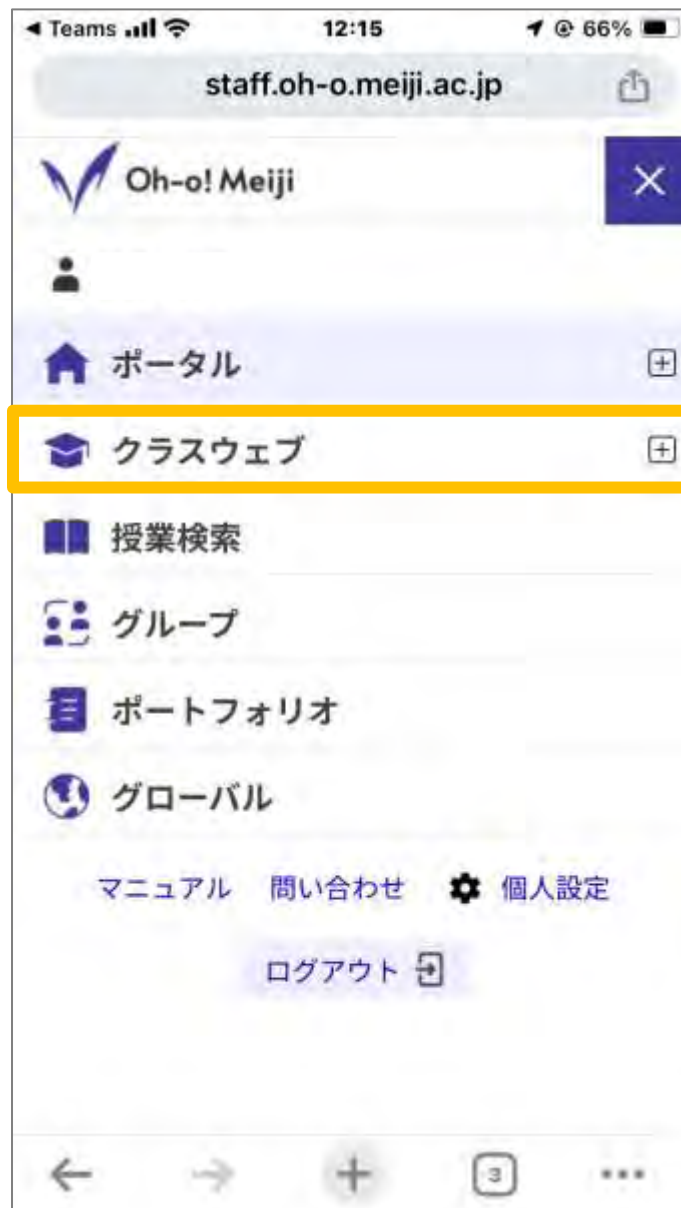 ◀ Teams 12:15 66%
staff.oh-o.meiji.ac.jp
Oh-o! Meiji
ポータル
クラスウェブ
授業検索
グループ
ポートフォリオ
グローバル
マニュアル 問い合わせ 個人設定
ログアウト
3